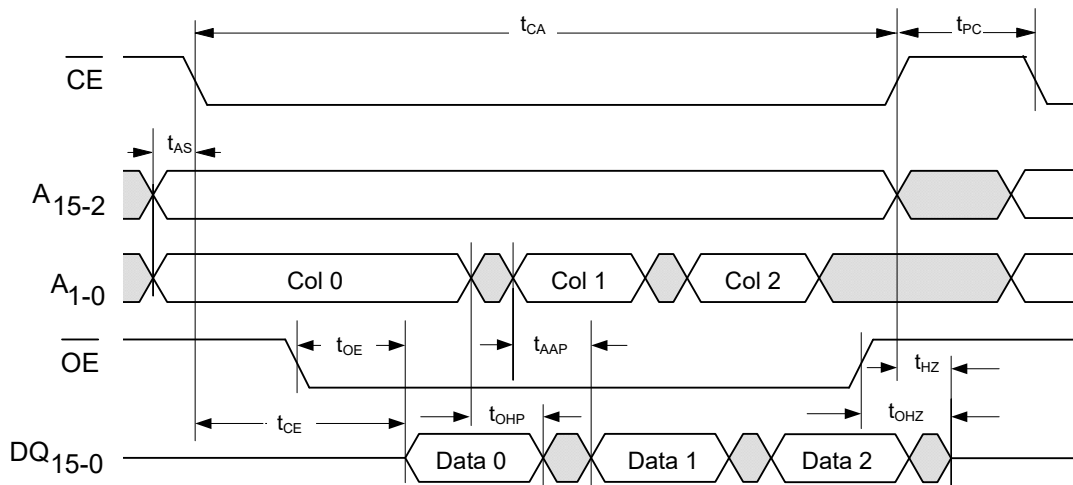 tCA
tPC
CE
tAS
A15-2
A1-0
Col 0
Col 1
Col 2
OE
tOE
tAAP
tHZ
tCE
tOHP
tOHZ
DQ15-0
Data 0
Data 1
Data 2